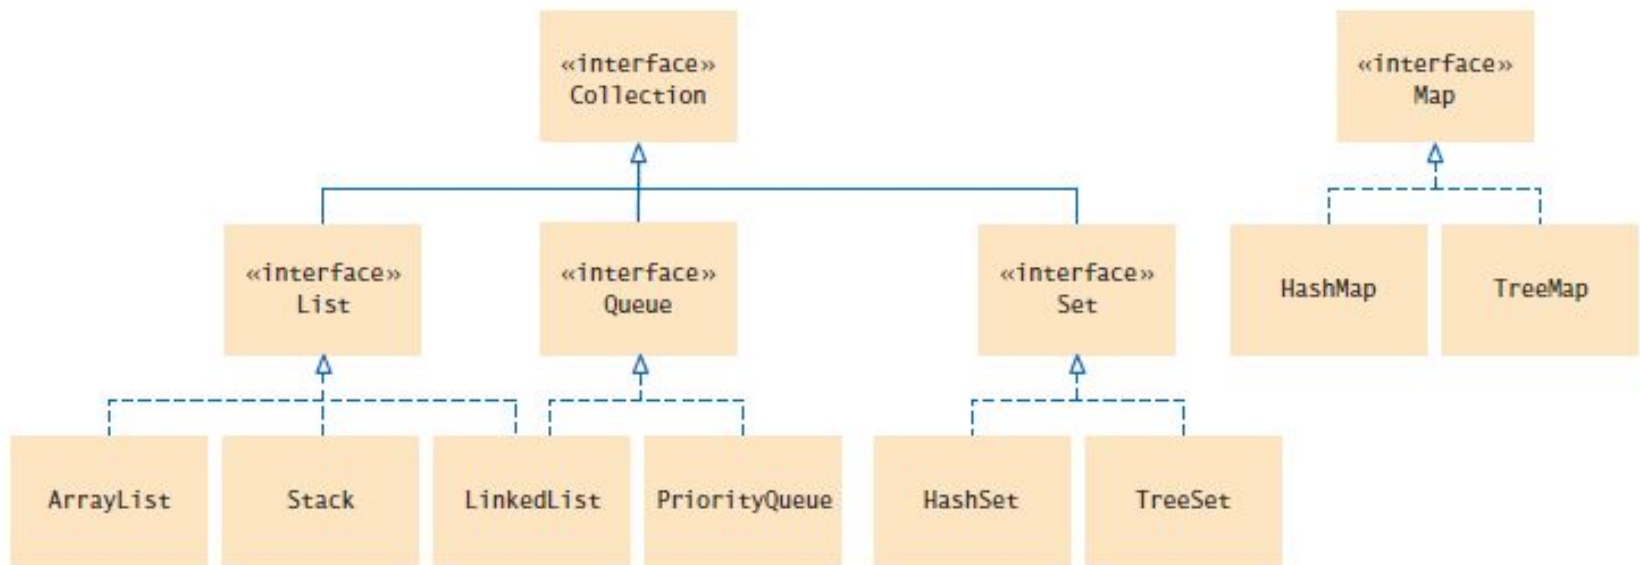 «interface»
Collection
«interface»
Map
«interface»
List
«interface»
Queue
«interface»
Set
HashMap
TreeMap
ArrayList
Stack
LinkedList
PriorityQueue
HashSet
TreeSet